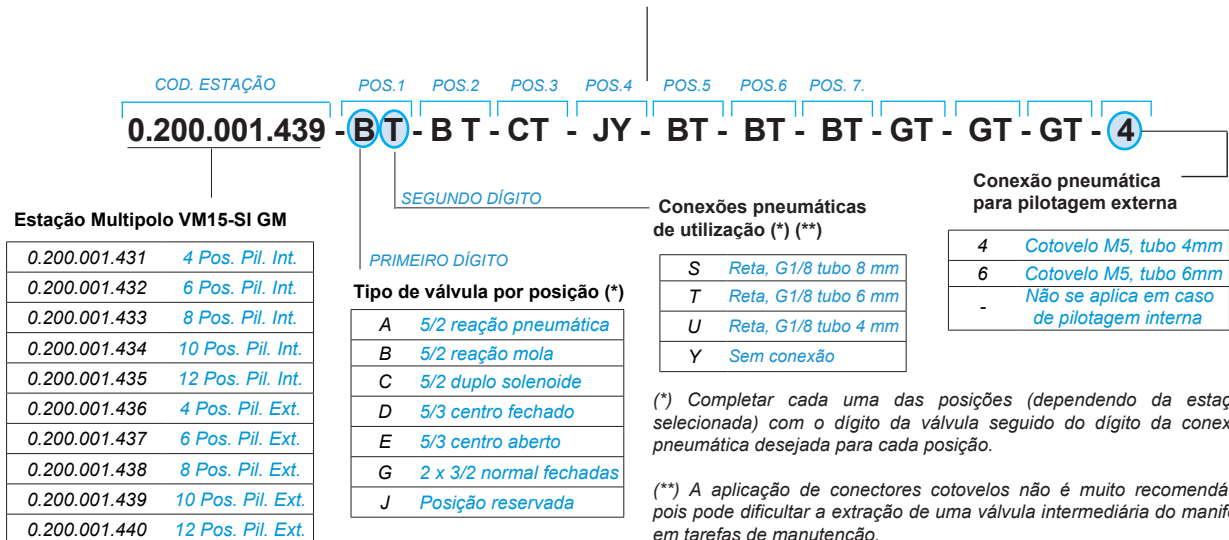 COD. ESTAÇÃO POS.1 POS.2 POS.3 POS.4 POS.5 POS.6 POS. 7.
0.200.001.439 - B T - B T - CT - JY - BT - BT - BT - GT - GT - GT - 4
SEGUNDO DÍGITO
PRIMEIRO DÍGITO
Estação Multipolo VM15-SI GM
0.200.001.431 4 Pos. Pil. Int.
0.200.001.432 6 Pos. Pil. Int.
0.200.001.433 8 Pos. Pil. Int.
0.200.001.434 10 Pos. Pil. Int.
0.200.001.435 12 Pos. Pil. Int.
0.200.001.436 4 Pos. Pil. Ext.
0.200.001.437 6 Pos. Pil. Ext.
0.200.001.438 8 Pos. Pil. Ext.
0.200.001.439 10 Pos. Pil. Ext.
0.200.001.440 12 Pos. Pil. Ext.
Tipo de válvula por posição (*)
A 5/2 reação pneumática
B 5/2 reação mola
C 5/2 duplo solenoide
D 5/3 centro fechado
E 5/3 centro aberto
G 2 x 3/2 normal fechadas
J Posição reservada
Conexões pneumáticas
de utilização (*) (**)
S Reta, G1/8 tubo 8 mm
T Reta, G1/8 tubo 6 mm
U Reta, G1/8 tubo 4 mm
Y Sem conexão
Conexão pneumática
para pilotagem externa
4 Cotovelo M5, tubo 4mm
6 Cotovelo M5, tubo 6mm
- Não se aplica em caso
de pilotagem interna
(*) Completar cada uma das posições (dependendo da
selecionada) com o dígito da válvula seguido do dígito da
pneumática desejada para cada posição.
(**) A aplicação de conectores cotovelos não é muito
pois pode dificultar a extração de uma válvula intermediária do
em tarefas de manutenção.